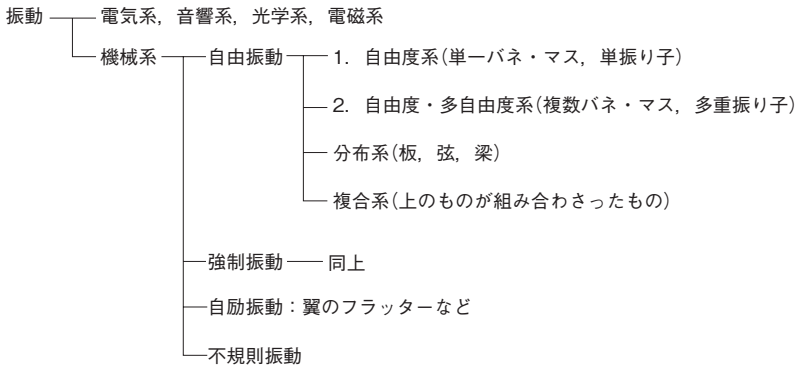 振動 電気系，音響系，光学系，電磁系
機械系 自由振動 1. 自由度系(単一バネ・マス，単振り子)
2. 自由度・多自由度系(複数バネ・マス，多重振り子)
分布系(板，弦，梁)
複合系(上のものが組み合わさったもの)
強制振動 同上
自励振動：翼のフラッターなど
不規則振動